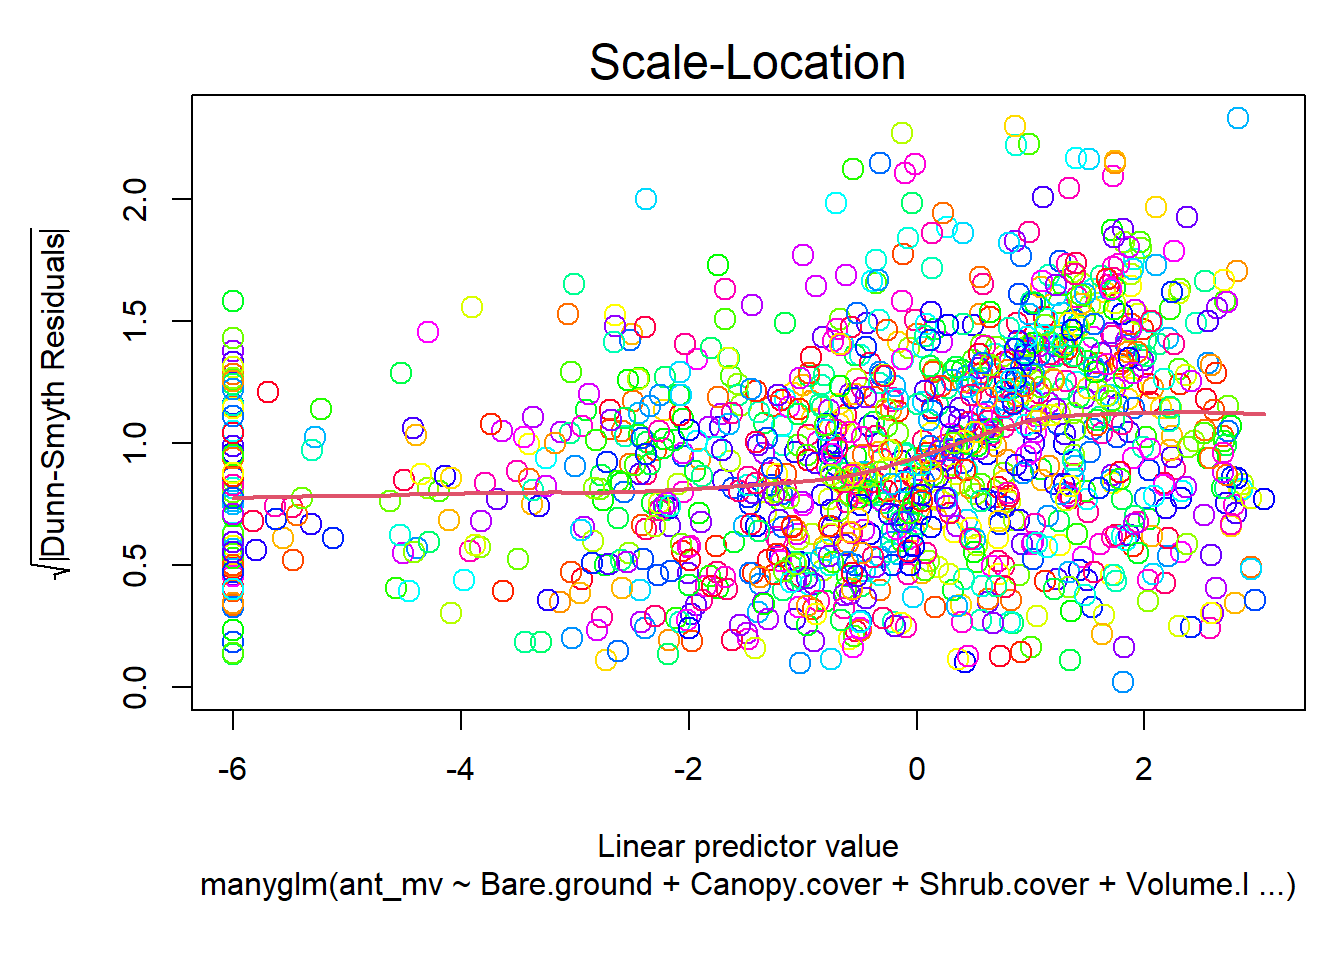 Scale-Location
√|Dunn-Smyth Residuals|
2.0
1.5
1.0
0.5
0.0
-6 -4 -2 0 2
Linear predictor value
manyglm(ant_mv ~ Bare.ground + Canopy.cover + Shrub.cover + Volume.l ...)